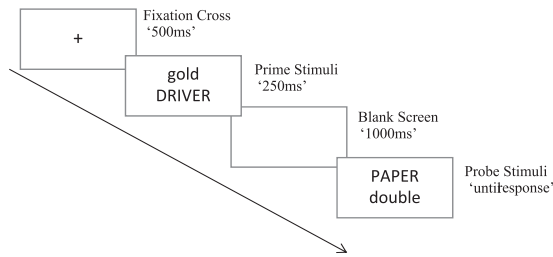 Fixation Cross
‘500ms’
+
gold
DRIVER
Prime Stimuli
‘250ms’
Blank Screen
‘1000ms’
PAPER
double
Probe Stimuli
‘untilresponse’